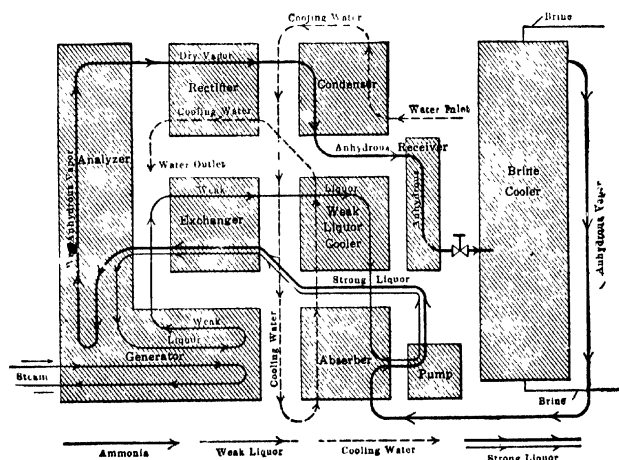 Cooling Water
Brine
Dry Vapor
Rectifier
Condenser
Cooling Water
Water Inlet
Analyzer
Anhydrous
Receiver
Water Outlet
Brine
Cooler
Anhydrous Vapor
Anhydrous Vapor
Weak
Liquor
Exchanger
Weak
Liquor
Cooler
Anhydrous
Strong Liquor
Weak
Liquor
Generator
Cooling Water
Absorber
Pump
Steam
Brine
Ammonia
Weak Liquor
Cooling Water
Strong Liquor